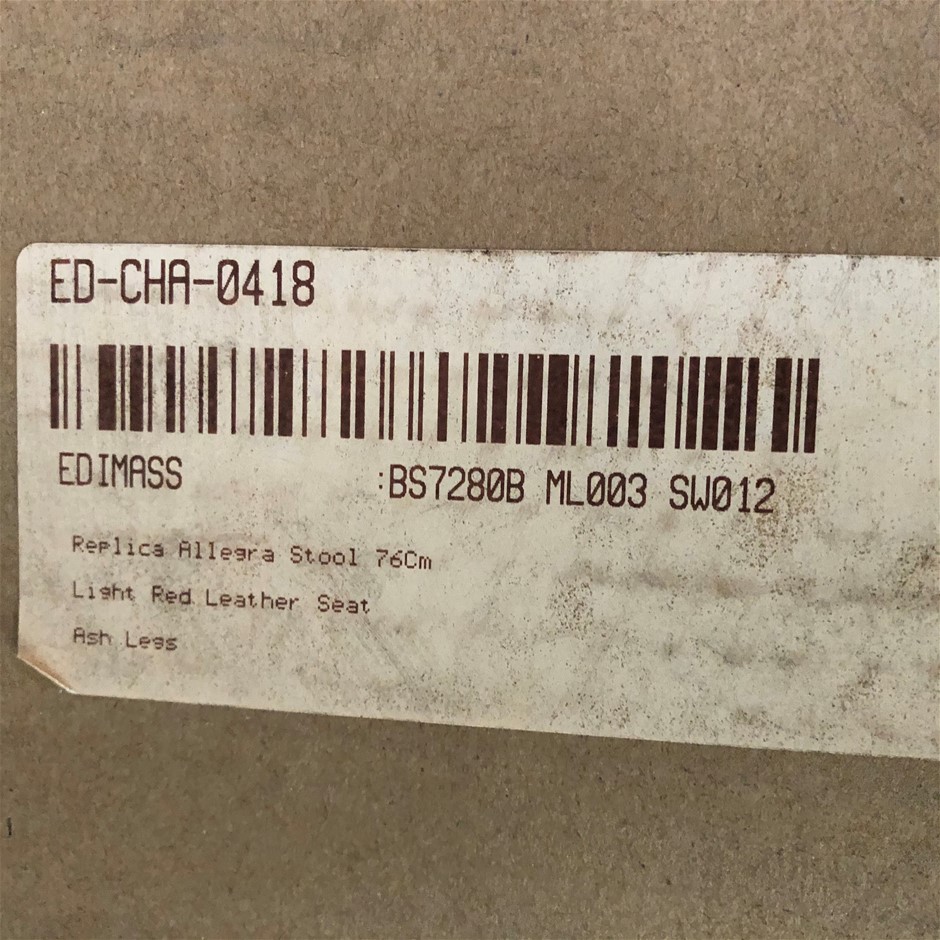 ED-CHA-0418
EDIMASS :BS7280B ML003 SW012
Replica Allegra Stool 76Cm
Light Red Leather Seat
Ash Legs